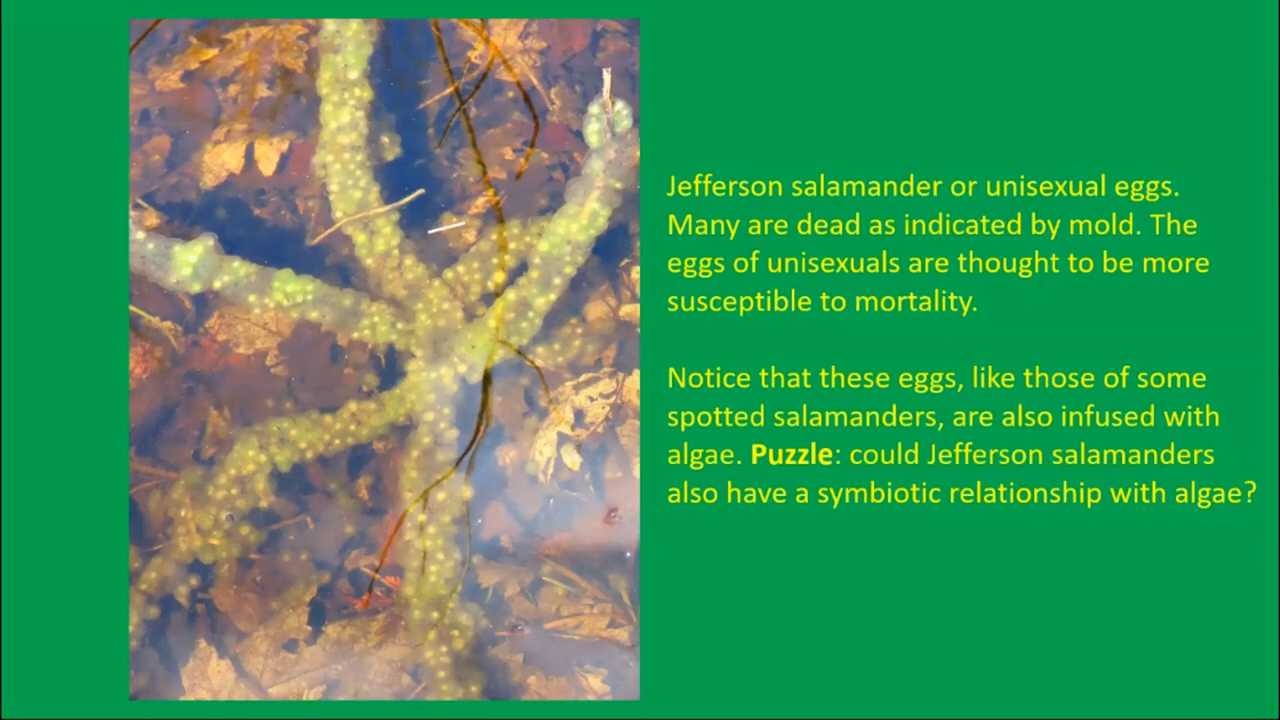 Jefferson salamander or unisexual eggs.
Many are dead as indicated by mold. The
eggs of unisexuals are thought to be more
susceptible to mortality.
Notice that these eggs, like those of some
spotted salamanders, are also infused with
algae. Puzzle: could Jefferson salamanders
also have a symbiotic relationship with algae?